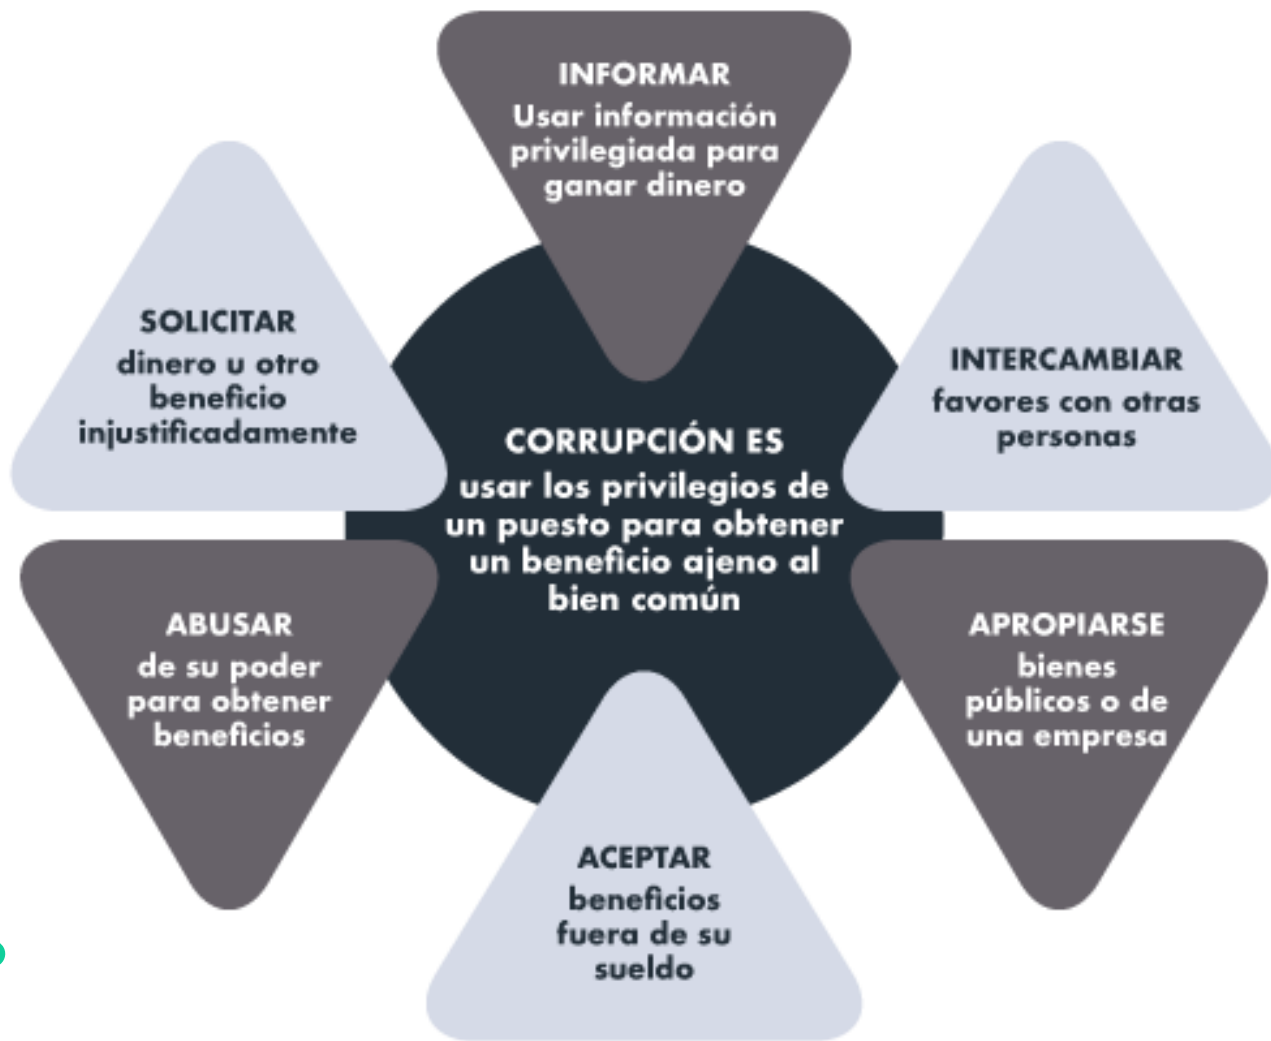 INFORMAR
Usar información
privilegiada para
ganar dinero
SOLICITAR
dinero u otro
beneficio
injustificadamente
INTERCAMBIAR
favores con otras
personas
CORRUPCIÓN ES
usar los privilegios de
un puesto para obtener
un beneficio ajeno al
bien común
ABUSAR
de su poder
para obtener
beneficios
APROPIARSE
bienes
públicos o de
una empresa
ACEPTAR
beneficios
fuera de su
sueldo